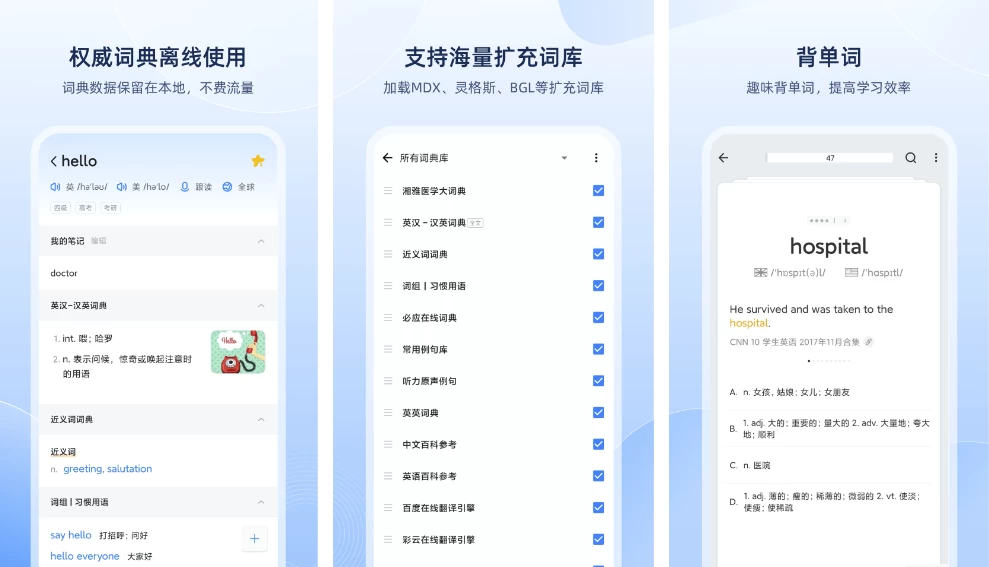 权威词典离线使用
词典数据保留在本地，不费流量
hello
英 /həˈləʊ/ 美 /həˈlo/ 跟读 全球
四级 高考 考研
我的笔记 编辑
doctor
英汉-汉英词典
1. int. 喂；哈罗
2. n. 表示问候，惊奇或唤起注意时
的用语
Hello
近义词词典
近义词
n. greeting, salutation
词组 | 习惯用语
say hello 打招呼；问好
hello everyone 大家好
支持海量扩充词库
加载MDX、灵格斯、BGL等扩充词库
所有词典库
湘雅医学大词典
英汉-汉英词典
近义词词典
词组 | 习惯用语
必应在线词典
常用例句库
听力原声例句
英英词典
中文百科参考
英语百科参考
百度在线翻译引擎
彩云在线翻译引擎
背单词
趣味背单词，提高学习效率
47
hospital
/ˈhɒspɪt(ə)l/ /ˈhɑspɪtl/
He survived and was taken to the
hospital.
CNN 10 学生英语 2017年11月合集
A. n. 女孩，姑娘；女儿；女朋友
B. 1. adj. 大的；重要的；量大的 2. adv. 大量地；夸大
地；顺利
C. n. 医院
D. 1. adj. 薄的；瘦的；稀薄的；微弱的 2. vt. 使淡；
使瘦；使稀疏